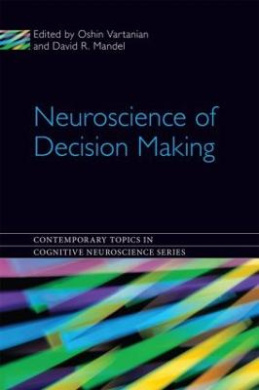 Edited by Oshin Vartanian
and David R. Mandel
Neuroscience of
Decision Making
CONTEMPORARY TOPICS IN
COGNITIVE NEUROSCIENCE SERIES